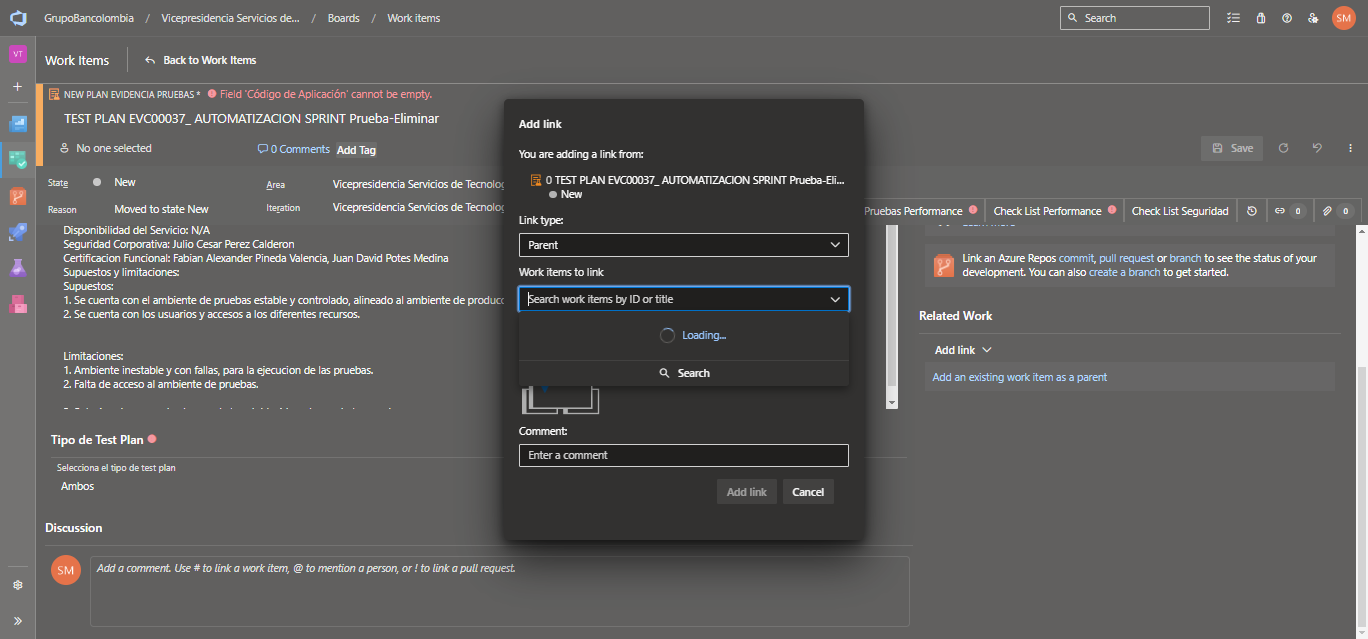 GrupoBancolombia / Vicepresidencia Servicios de... / Boards / Work items
Search
SM
VT
Work Items
Back to Work Items
NEW PLAN EVIDENCIA PRUEBAS * Field 'Código de Aplicación' cannot be empty.
TEST PLAN EVC00037_ AUTOMATIZACION SPRINT Prueba-Eliminar
No one selected
0 Comments
Add Tag
Save
State
New
Area
Vicepresidencia Servicios de Tecnolog
Reason
Moved to state New
Iteration
Vicepresidencia Servicios de Tecnolog
Pruebas Performance
Check List Performance
Check List Seguridad
0
0
Disponibilidad del Servicio: N/A
Seguridad Corporativa: Julio Cesar Perez Calderon
Certificacion Funcional: Fabian Alexander Pineda Valencia, Juan David Potes Medina
Supuestos y limitaciones:
Supuestos:
1. Se cuenta con el ambiente de pruebas estable y controlado, alineado al ambiente de produc
2. Se cuenta con los usuarios y accesos a los diferentes recursos.
Limitaciones:
1. Ambiente inestable y con fallas, para la ejecucion de las pruebas.
2. Falta de acceso al ambiente de pruebas.
Tipo de Test Plan
Selecciona el tipo de test plan
Ambos
Discussion
SM
Add a comment. Use # to link a work item, @ to mention a person, or ! to link a pull request.
Add link
You are adding a link from:
0 TEST PLAN EVC00037_ AUTOMATIZACION SPRINT Prueba-Eli...
New
Link type:
Parent
Work items to link
Search work items by ID or title
Loading...
Search
Comment:
Enter a comment
Add link
Cancel
Link an Azure Repos commit, pull request or branch to see the status of your
development. You can also create a branch to get started.
Related Work
Add link
Add an existing work item as a parent